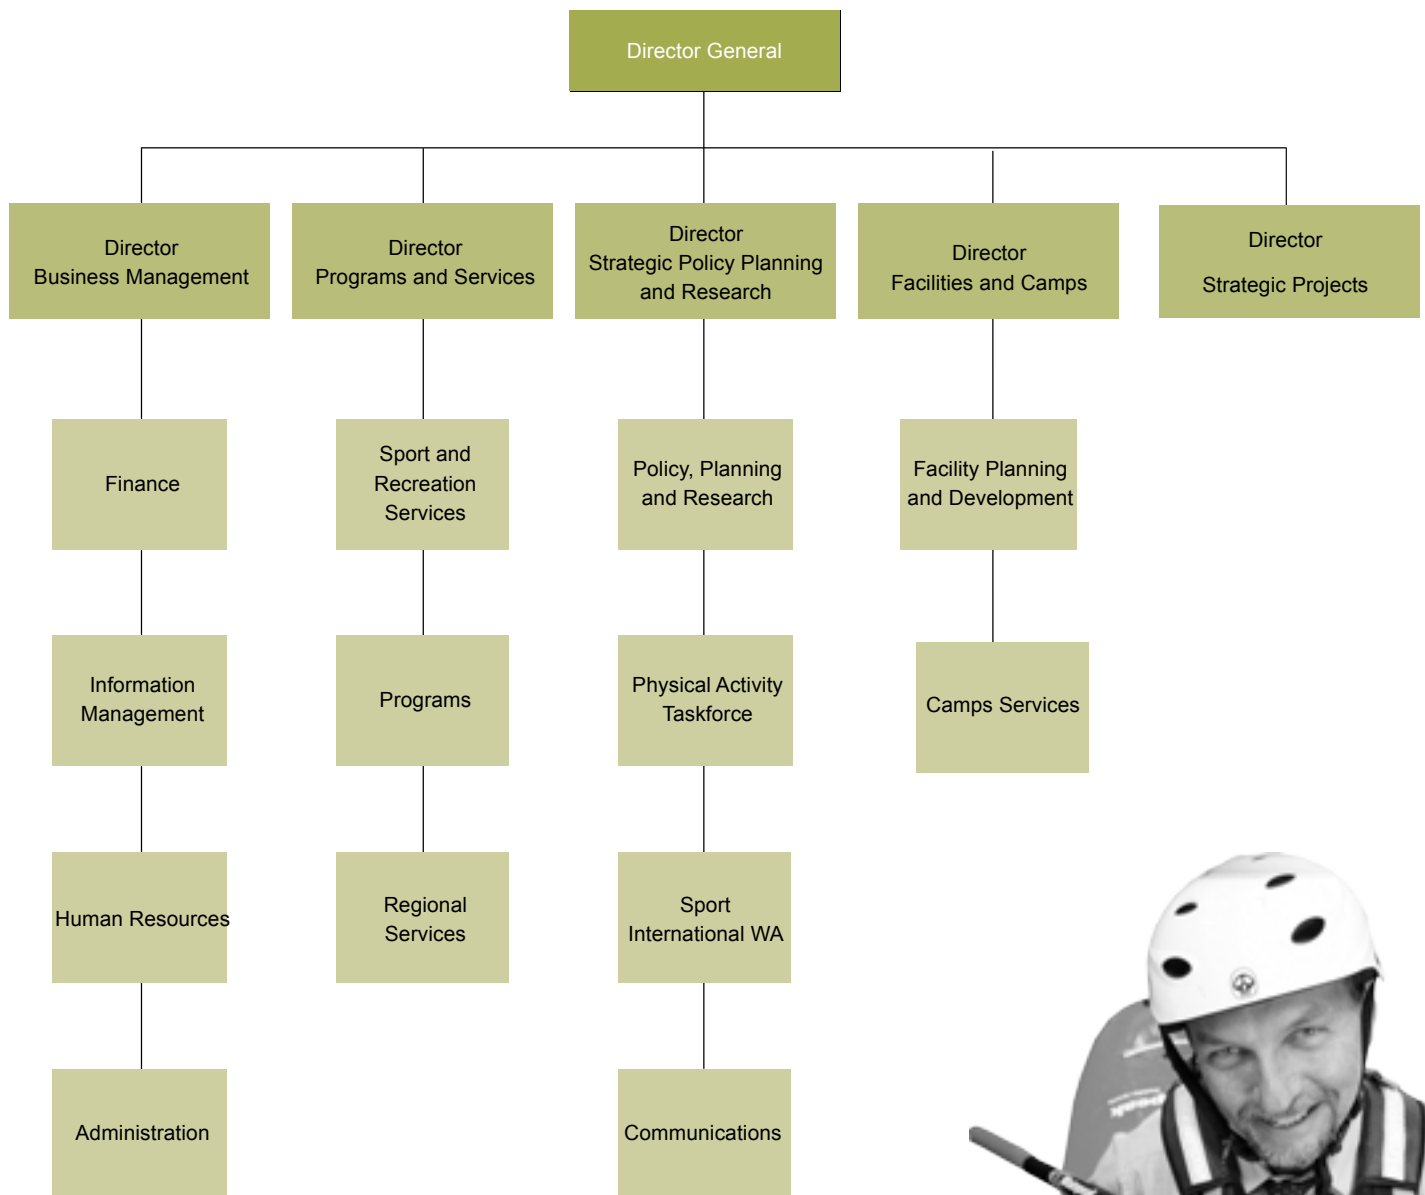 Director General
Director
Business Management
Director
Programs and Services
Director
Strategic Policy Planning
and Research
Director
Facilities and Camps
Director
Strategic Projects
Finance
Sport and
Recreation
Services
Policy, Planning
and Research
Facility Planning
and Development
Information
Management
Programs
Physical Activity
Taskforce
Camps Services
Human Resources
Regional
Services
Sport
International WA
Administration
Communications